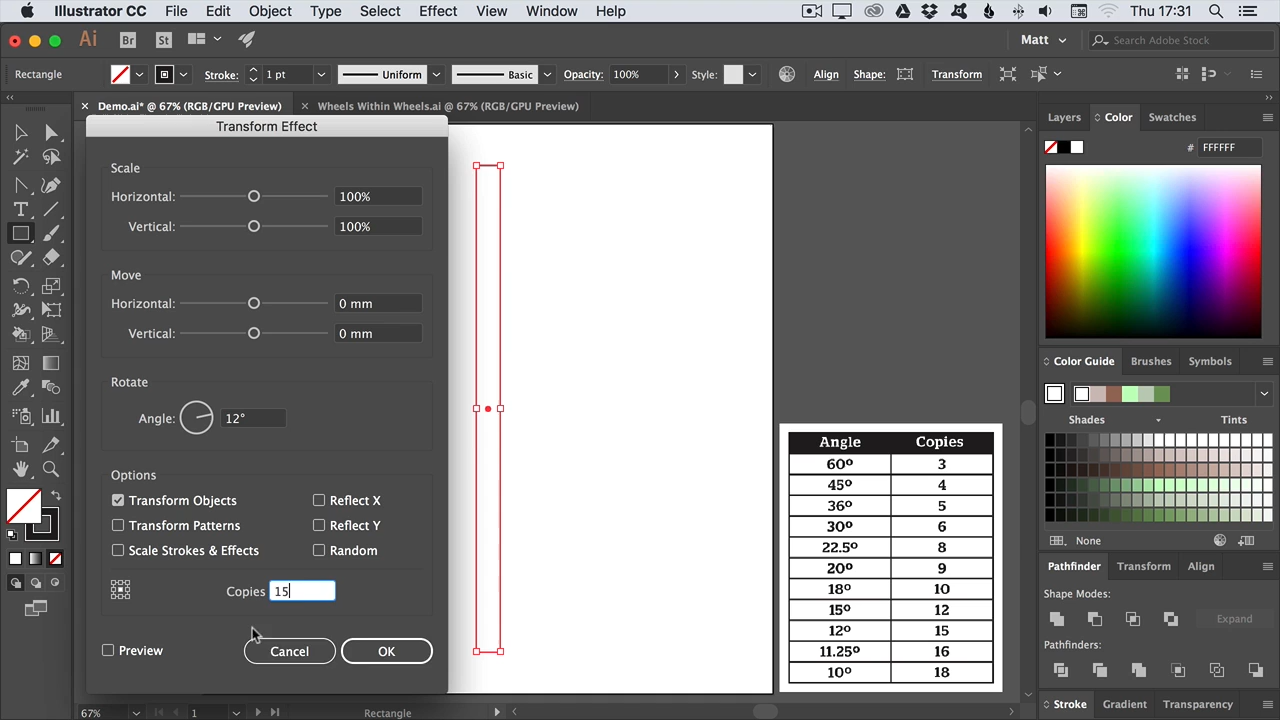 Illustrator CC File Edit Object Type Select Effect View Window Help Thu 17:31
Ai Br St Matt Search Adobe Stock
Rectangle Stroke: 1 pt Uniform Basic Opacity: 100% Style: Align Shape: Transform
Demo.ai* @ 67% (RGB/GPU Preview) Wheels Within Wheels.ai @ 67% (RGB/GPU Preview)
Layers Color Swatches
# FFFFFF
Transform Effect
Scale
Horizontal: 100%
Vertical: 100%
Move
Horizontal: 0 mm
Vertical: 0 mm
Rotate
Angle: 12°
Options
Transform Objects Reflect X
Transform Patterns Reflect Y
Scale Strokes & Effects Random
Copies 15
Preview Cancel OK
Angle Copies
60º 3
45º 4
36º 5
30º 6
22.5º 8
20º 9
18º 10
15º 12
12º 15
11.25º 16
10º 18
Color Guide Brushes Symbols
Shades Tints
None
Pathfinder Transform Align
Shape Modes:
Expand
Pathfinders:
Stroke Gradient Transparency
67% 1 Rectangle